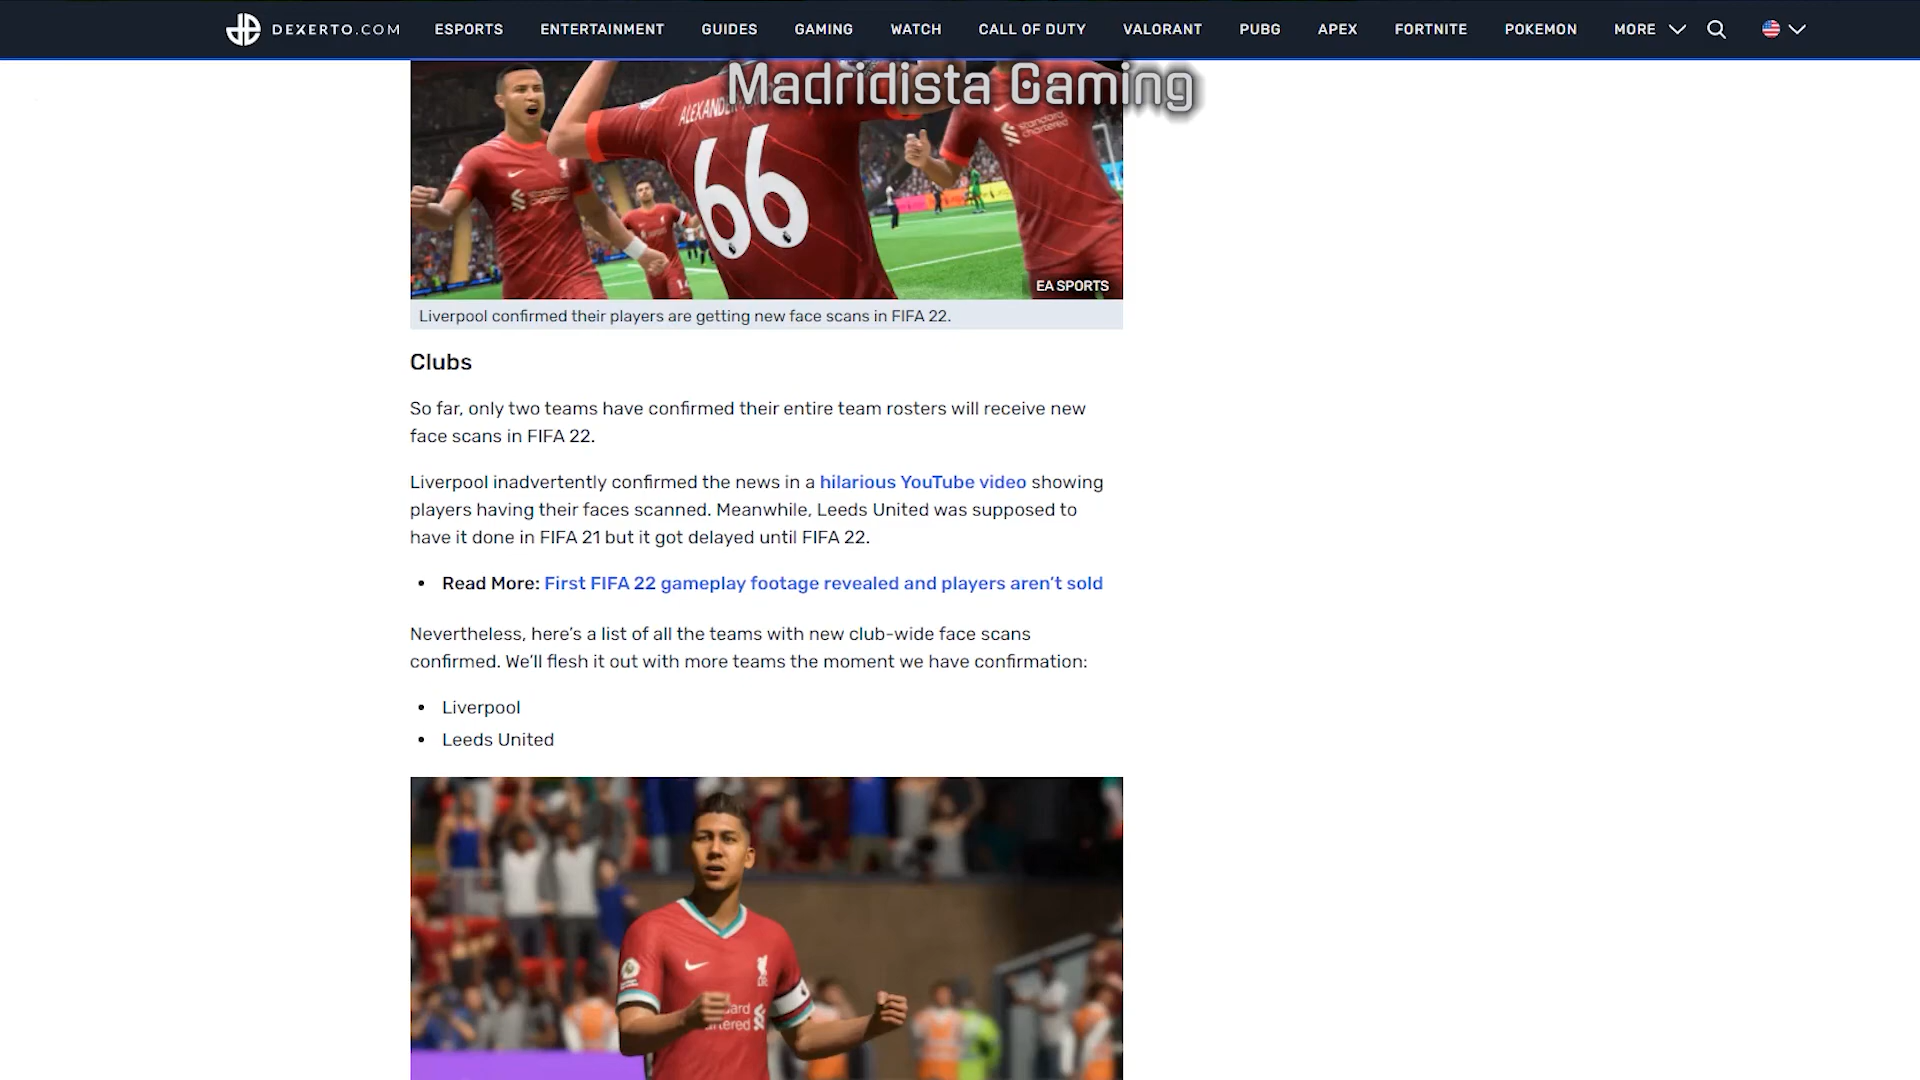 DEXERTO.COM ESPORTS ENTERTAINMENT GUIDES GAMING WATCH CALL OF DUTY VALORANT PUBG APEX FORTNITE POKEMON MORE
Madridista Gaming
66
Standard
chartered
EA SPORTS
Liverpool confirmed their players are getting new face scans in FIFA 22.
Clubs
So far, only two teams have confirmed their entire team rosters will receive new
face scans in FIFA 22.
Liverpool inadvertently confirmed the news in a hilarious YouTube video showing
players having their faces scanned. Meanwhile, Leeds United was supposed to
have it done in FIFA 21 but it got delayed until FIFA 22.
• Read More: First FIFA 22 gameplay footage revealed and players aren’t sold
Nevertheless, here’s a list of all the teams with new club-wide face scans
confirmed. We’ll flesh it out with more teams the moment we have confirmation:
• Liverpool
• Leeds United